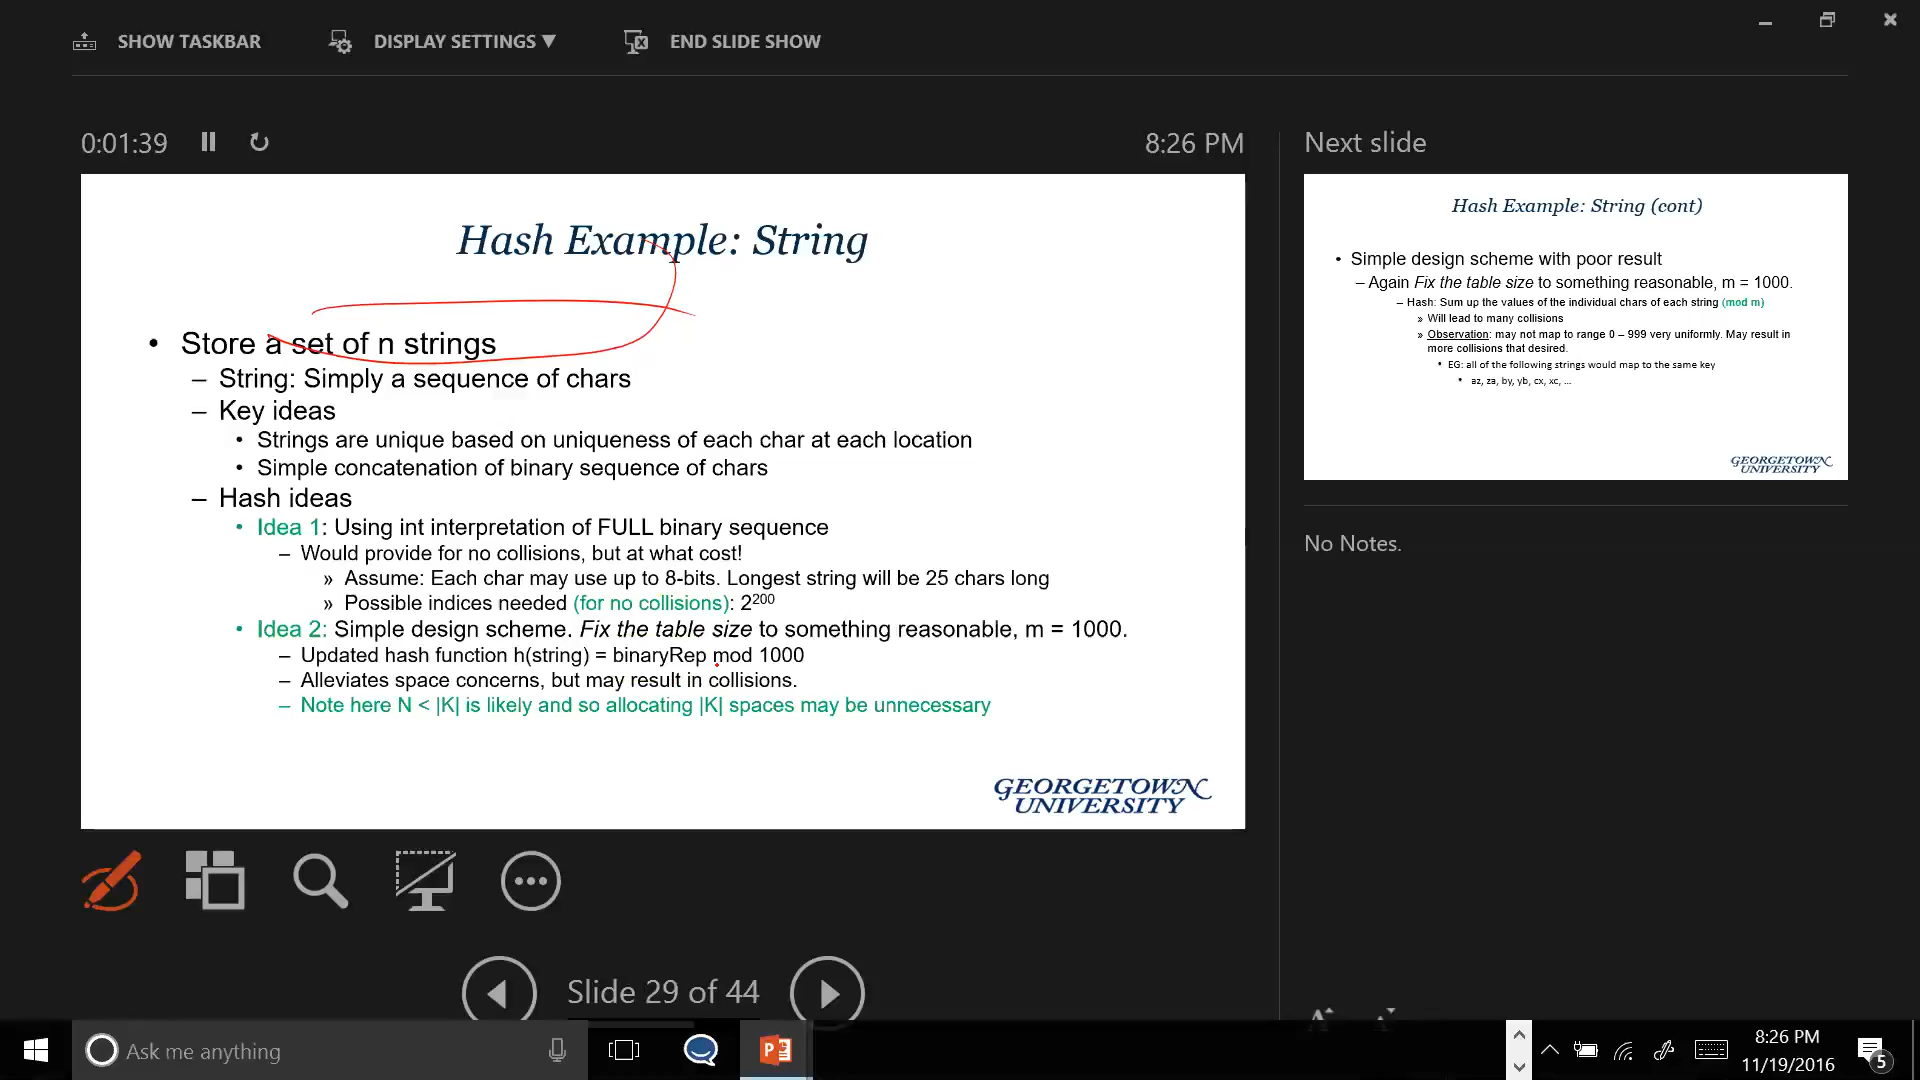 SHOW TASKBAR
DISPLAY SETTINGS ▼
END SLIDE SHOW
0:01:39
8:26 PM
Hash Example: String
• Store a set of n strings
– String: Simply a sequence of chars
– Key ideas
• Strings are unique based on uniqueness of each char at each location
• Simple concatenation of binary sequence of chars
– Hash ideas
• Idea 1: Using int interpretation of FULL binary sequence
– Would provide for no collisions, but at what cost!
» Assume: Each char may use up to 8-bits. Longest string will be 25 chars long
» Possible indices needed (for no collisions): 2²⁰⁰
• Idea 2: Simple design scheme. Fix the table size to something reasonable, m = 1000.
– Updated hash function h(string) = binaryRep mod 1000
– Alleviates space concerns, but may result in collisions.
– Note here N < |K| is likely and so allocating |K| spaces may be unnecessary
GEORGETOWN
UNIVERSITY
Next slide
Hash Example: String (cont)
• Simple design scheme with poor result
– Again Fix the table size to something reasonable, m = 1000.
– Hash: Sum up the values of the individual chars of each string (mod m)
» Will lead to many collisions
» Observation: may not map to range 0 – 999 very uniformly. May result in
more collisions that desired.
• EG: all of the following strings would map to the same key
• az, za, by, yb, cx, xc, ...
GEORGETOWN
UNIVERSITY
No Notes.
Slide 29 of 44
A A
Ask me anything
P
8:26 PM
11/19/2016
5